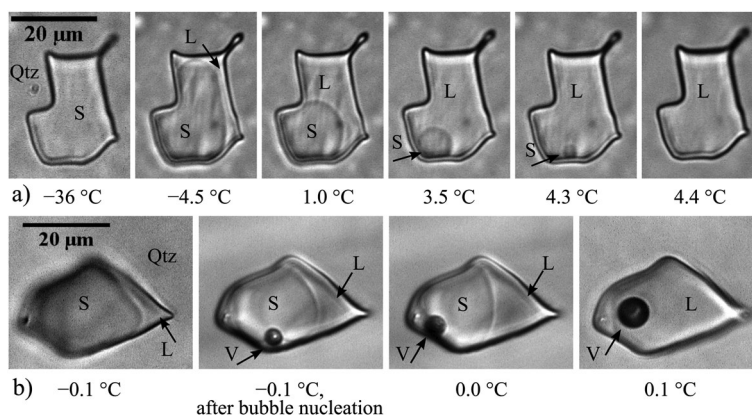 20 μm
Qtz
S
L
S
L
S
L
S
L
S
L
a) −36 °C −4.5°C 1.0 °C 3.5 °C 4.3 °C 4.4 °C
20 μm
Qtz
S
L
S
L
V
S
L
V
L
V
b) −0.1 °C −0.1 °C, 0.0 °C 0.1 °C
after bubble nucleation